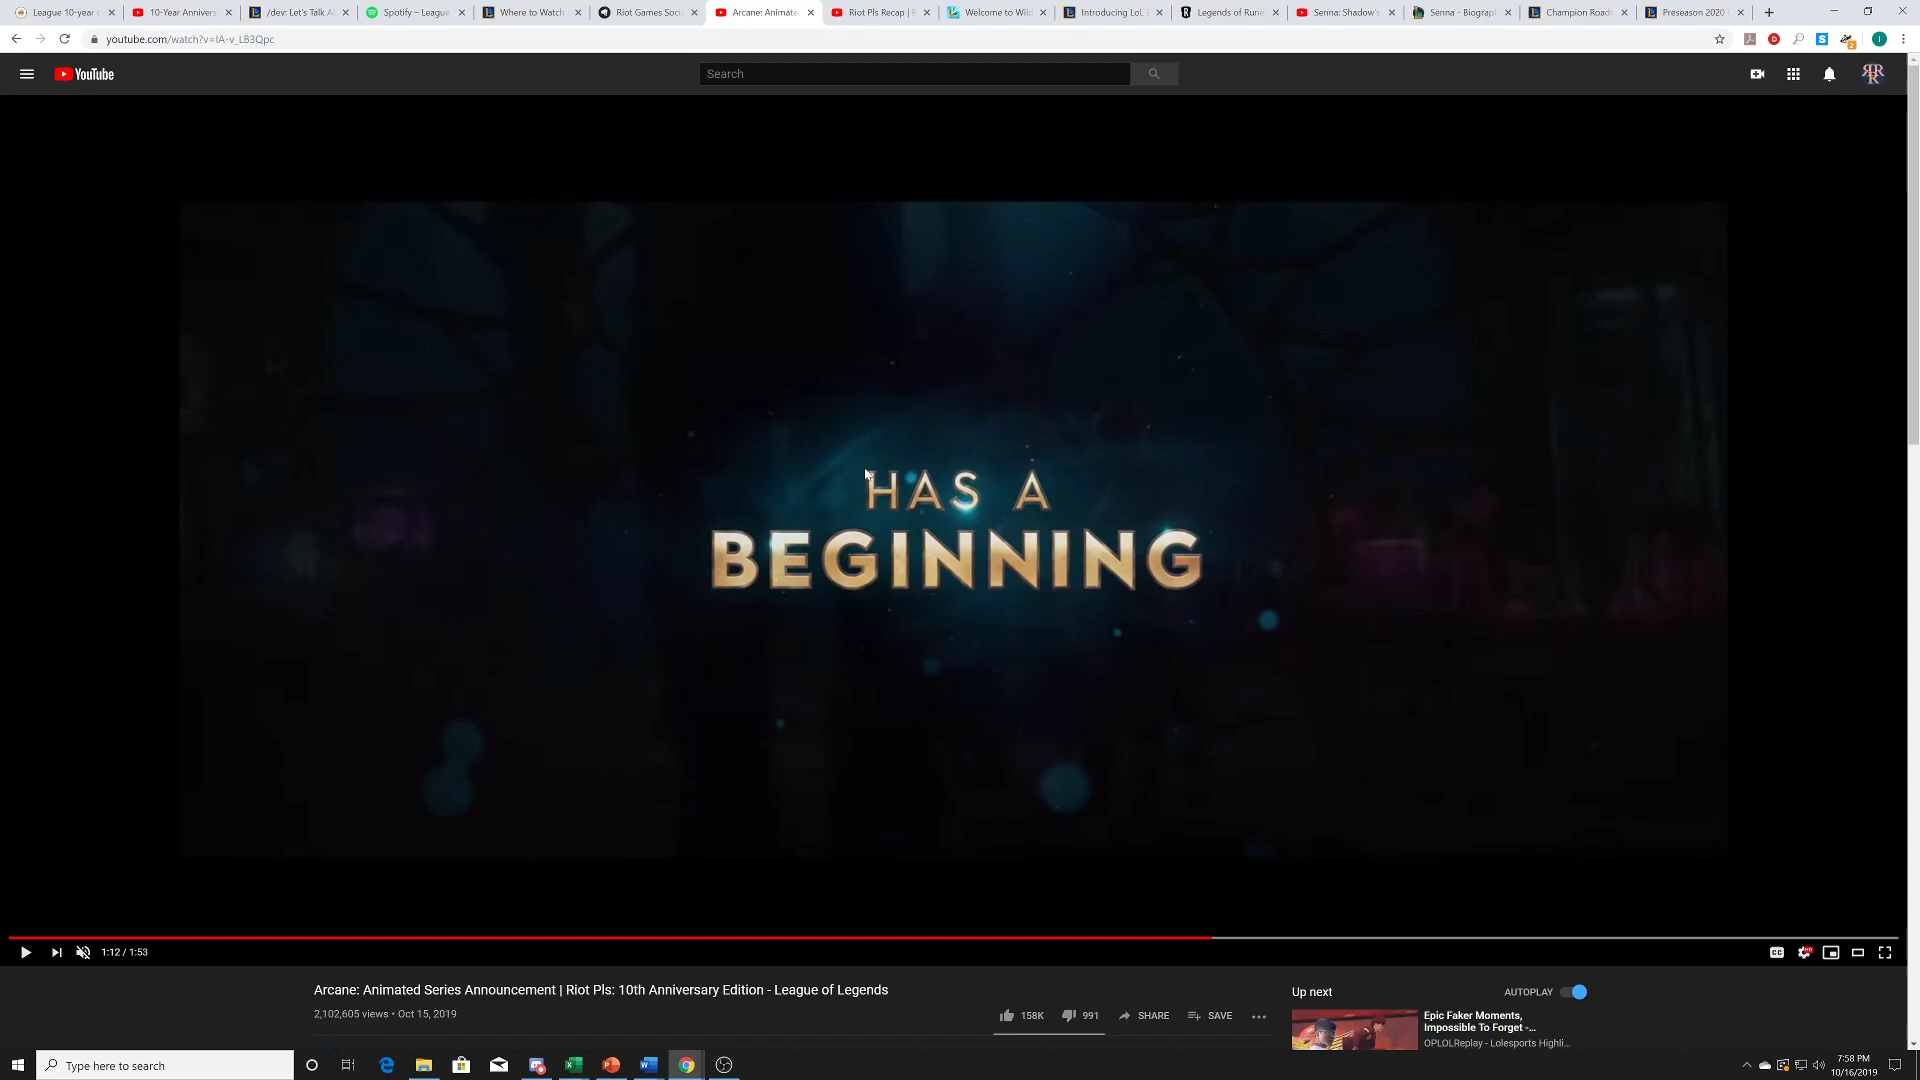 League 10-year
10-Year Annivers
/dev: Let's Talk A
Spotify – League
Where to Watch
Riot Games Soci
Arcane: Animate
Riot Pls Recap | R
Welcome to Wild
Introducing LoL
Legends of Rune
Senna: Shadow's
Senna - Biograph
Champion Road
Preseason 2020
youtube.com/watch?v=IA-v_LB3Qpc
YouTube
Search
HAS A
BEGINNING
1:12 / 1:53
Arcane: Animated Series Announcement | Riot Pls: 10th Anniversary Edition - League of Legends
2,102,605 views • Oct 15, 2019
158K
991
SHARE
SAVE
Up next
AUTOPLAY
Epic Faker Moments,
Impossible To Forget -...
OPLOLReplay - Lolesports Highli...
Type here to search
7:58 PM
10/16/2019